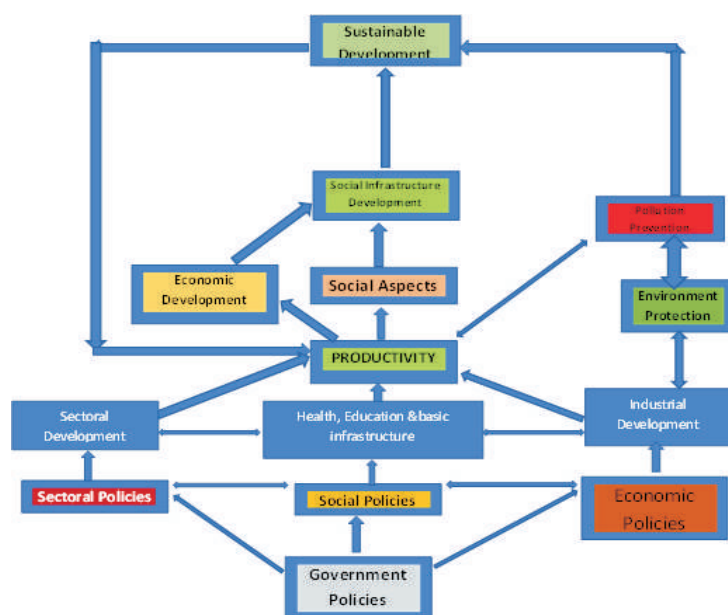 Sustainable
Development
Social Infrastructure
Development
Pollution
Prevention
Economic
Development
Social Aspects
Environment
Protection
PRODUCTIVITY
Sectoral
Development
Health, Education &basic
infrastructure
Industrial
Development
Sectoral Policies
Social Policies
Economic
Policies
Government
Policies